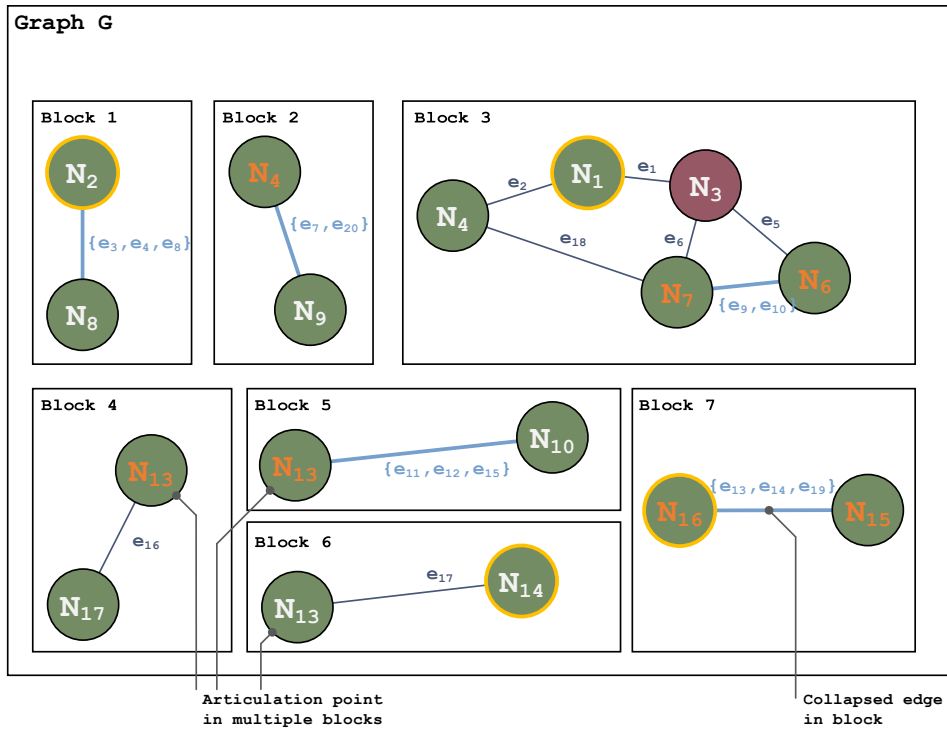 Graph G
Block 1
N2
{e3,e4,e8}
N8
Block 2
N4
{e7,e20}
N9
Block 3
N1
e1
N3
e2
N4
e5
e18
e6
N7
N6
{e9,e10}
Block 4
N13
e16
N17
Block 5
N13
N10
{e11,e12,e15}
Block 6
N13
e17
N14
Block 7
{e13,e14,e19}
N16
N15
Articulation point
in multiple blocks
Collapsed edge
in block